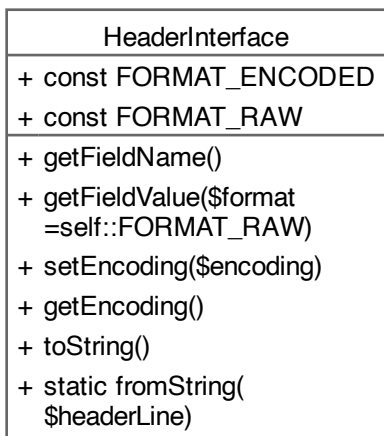 HeaderInterface
+ const FORMAT_ENCODED
+ const FORMAT_RAW
+ getFieldName()
+ getFieldValue($format
=self::FORMAT_RAW)
+ setEncoding($encoding)
+ getEncoding()
+ toString()
+ static fromString(
$headerLine)